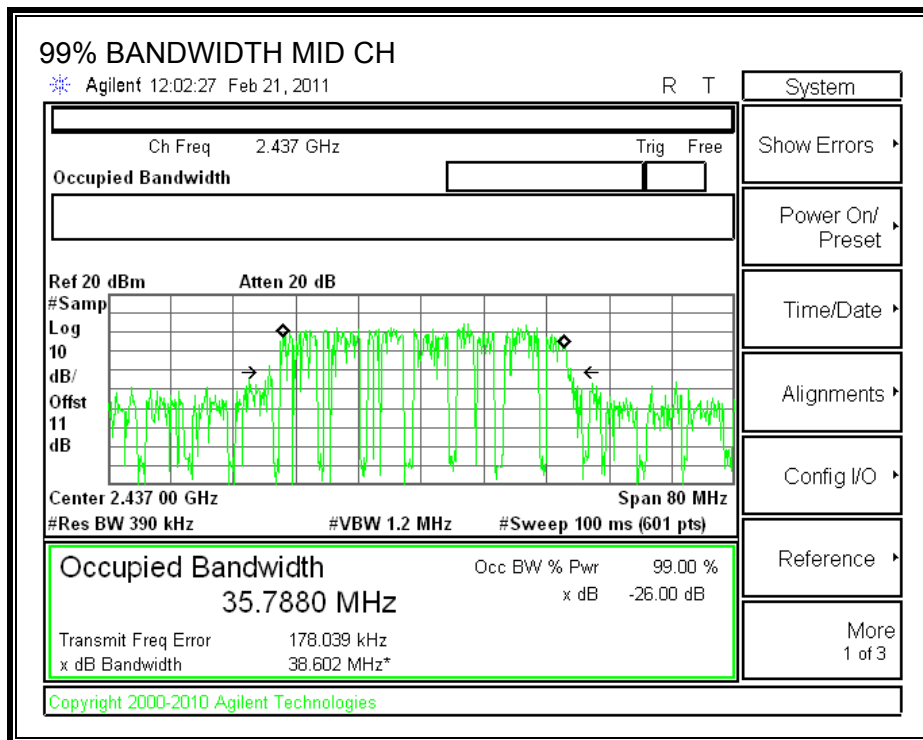 99% BANDWIDTH MID CH
Agilent 12:02:27 Feb 21, 2011 R T
Ch Freq 2.437 GHz Trig Free
Occupied Bandwidth
Ref 20 dBm Atten 20 dB
#Samp
Log
10
dB/
Offst
11
dB
Center 2.437 00 GHz Span 80 MHz
#Res BW 390 kHz #VBW 1.2 MHz #Sweep 100 ms (601 pts)
Occupied Bandwidth Occ BW % Pwr 99.00 %
35.7880 MHz x dB -26.00 dB
Transmit Freq Error 178.039 kHz
x dB Bandwidth 38.602 MHz*
Copyright 2000-2010 Agilent Technologies
System
Show Errors
Power On/
Preset
Time/Date
Alignments
Config I/O
Reference
More
1 of 3